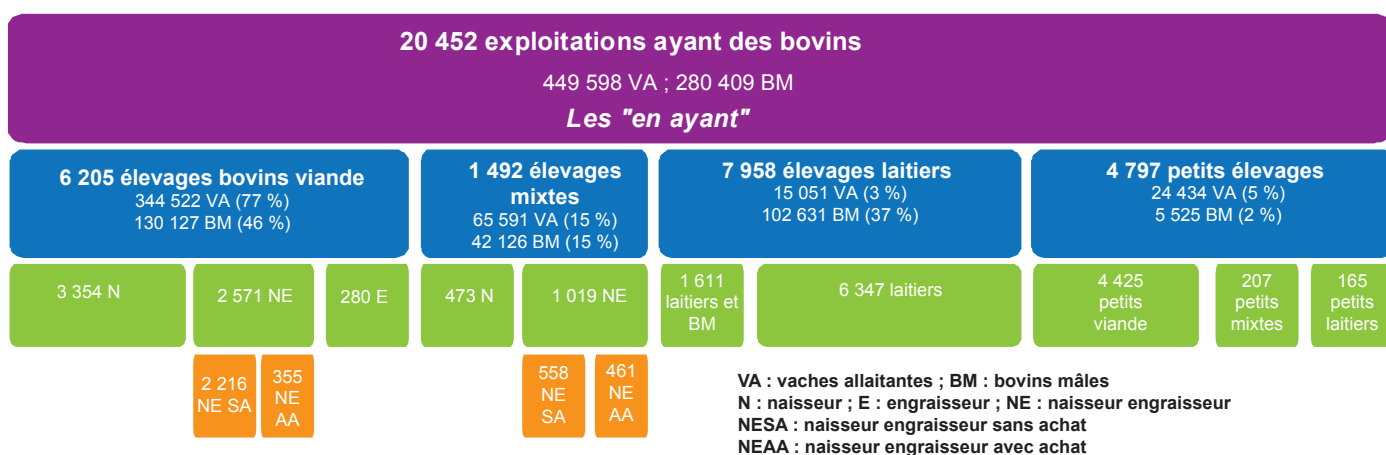 20 452 exploitations ayant des bovins
449 598 VA ; 280 409 BM
Les "en ayant"
6 205 élevages bovins viande
344 522 VA (77 %)
130 127 BM (46 %)
1 492 élevages
mixtes
65 591 VA (15 %)
42 126 BM (15 %)
7 958 élevages laitiers
15 051 VA (3 %)
102 631 BM (37 %)
4 797 petits élevages
24 434 VA (5 %)
5 525 BM (2 %)
3 354 N
2 571 NE
280 E
473 N
1 019 NE
1 611
laitiers et
BM
6 347 laitiers
4 425
petits
viande
207
petits
mixtes
165
petits
laitiers
2 216
NE SA
355
NE
AA
558
NE
SA
461
NE
AA
VA : vaches allaitantes ; BM : bovins mâles
N : naisseur ; E : engraisseur ; NE : naisseur engraisseur
NESA : naisseur engraisseur sans achat
NEAA : naisseur engraisseur avec achat